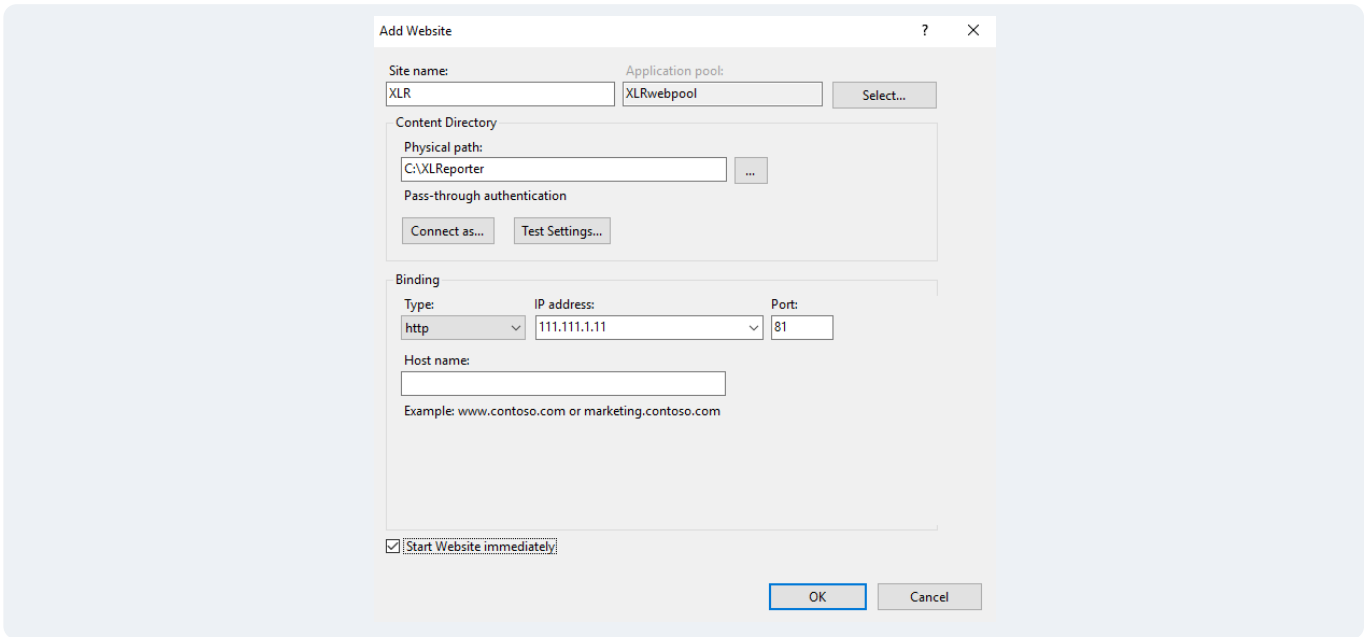 Add Website ?
Site name: Application pool:
XLR XLRwebpool Select...
Content Directory
Physical path:
C:\XLReporter ...
Pass-through authentication
Connect as... Test Settings...
Binding
Type: IP address: Port:
http 111.111.1.11 81
Host name:
Example: www.contoso.com or marketing.contoso.com
Start Website immediately
OK Cancel